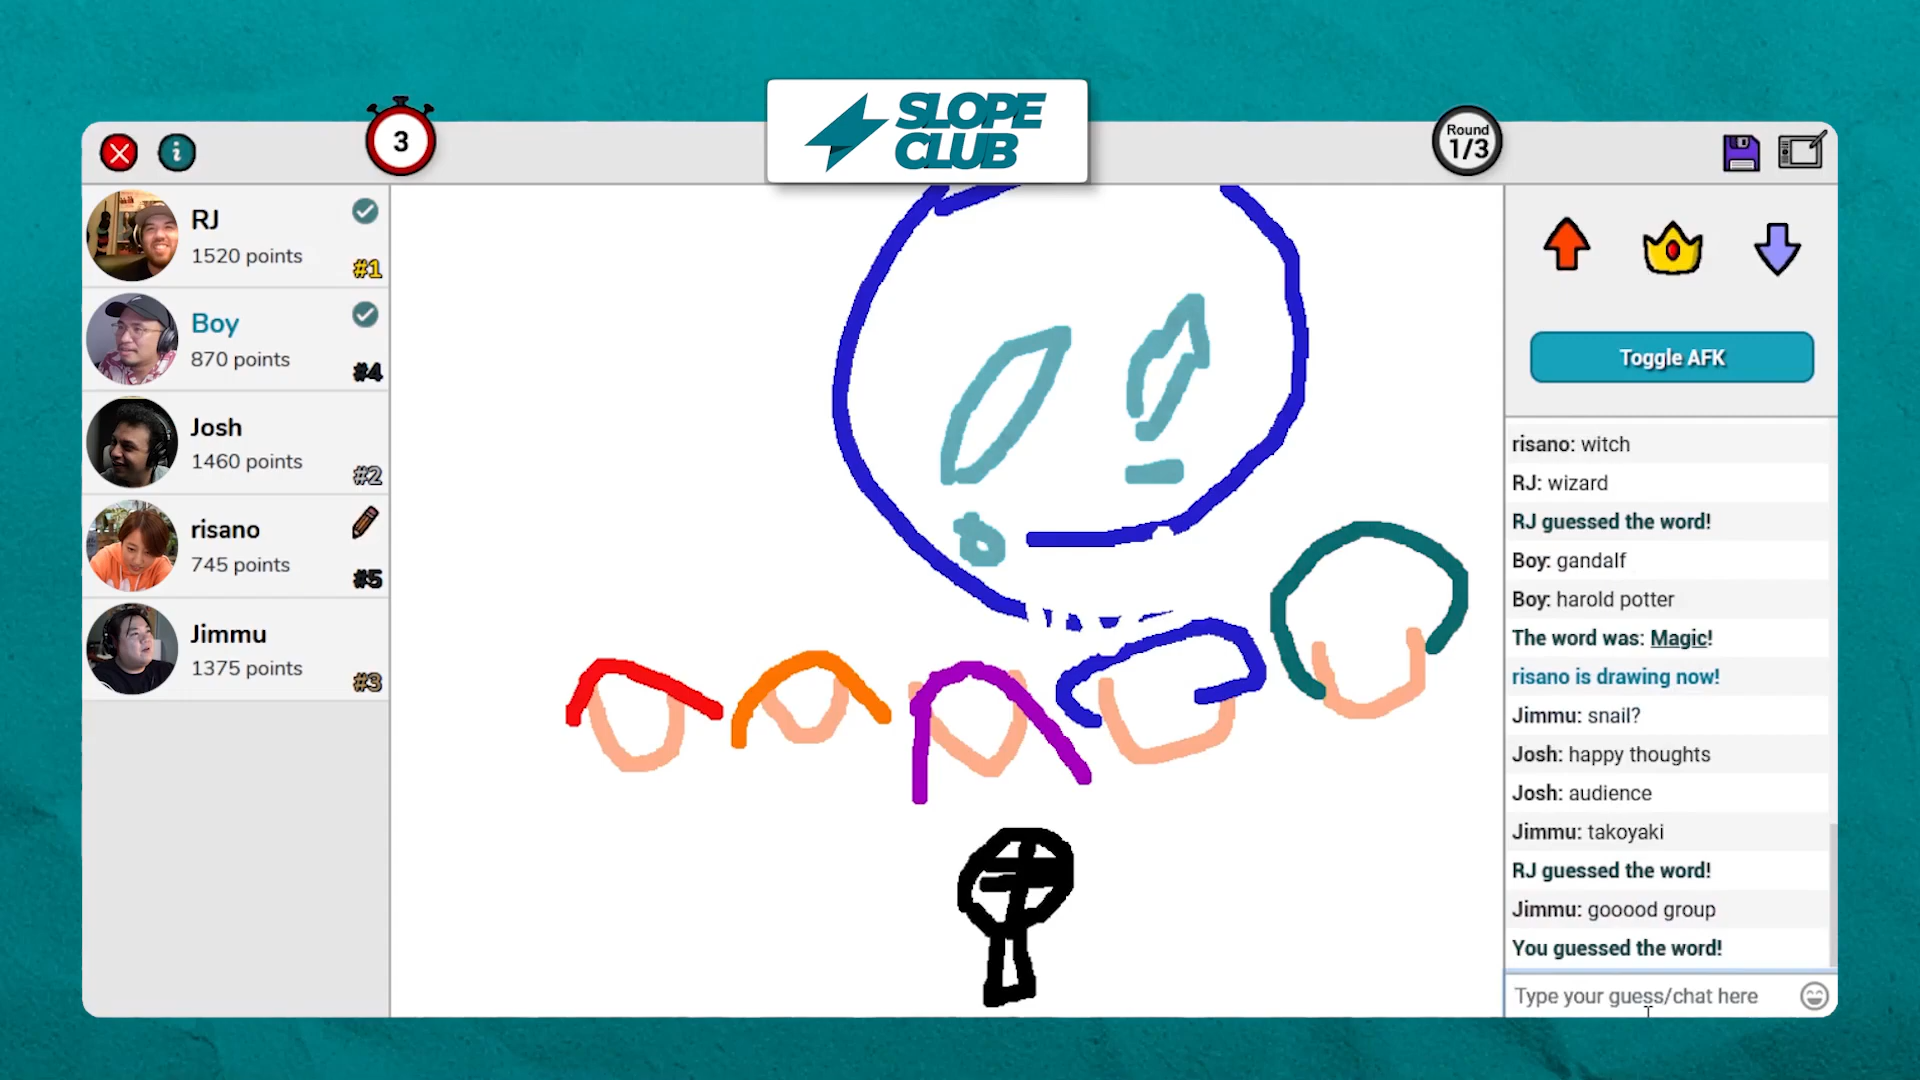 SLOPE
CLUB
3
Round
1/3
RJ
1520 points
#1
Boy
870 points
#4
Josh
1460 points
#2
risano
745 points
#5
Jimmu
1375 points
#3
Toggle AFK
risano: witch
RJ: wizard
RJ guessed the word!
Boy: gandalf
Boy: harold potter
The word was: Magic!
risano is drawing now!
Jimmu: snail?
Josh: happy thoughts
Josh: audience
Jimmu: takoyaki
RJ guessed the word!
Jimmu: gooood group
You guessed the word!
Type your guess/chat here